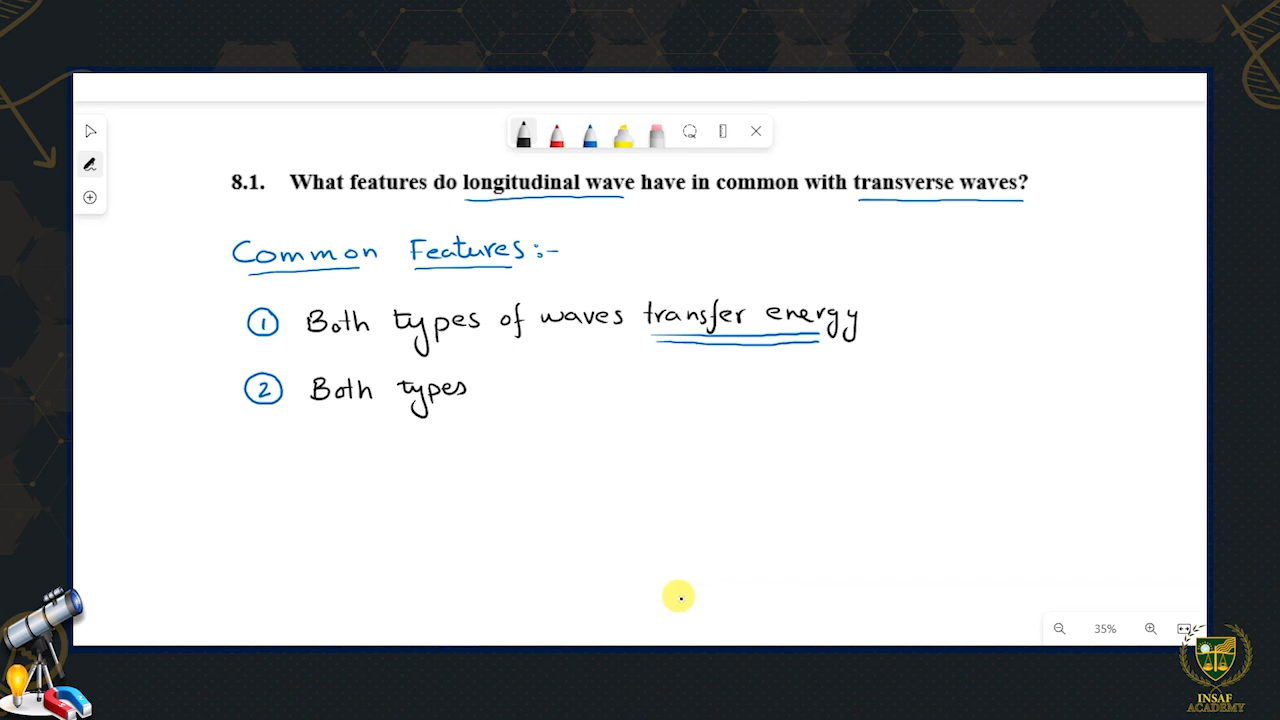 8.1. What features do longitudinal wave have in common with transverse waves?
Common Features :-
1 Both types of waves transfer energy
2 Both types
35%
INSAF
ACADEMY